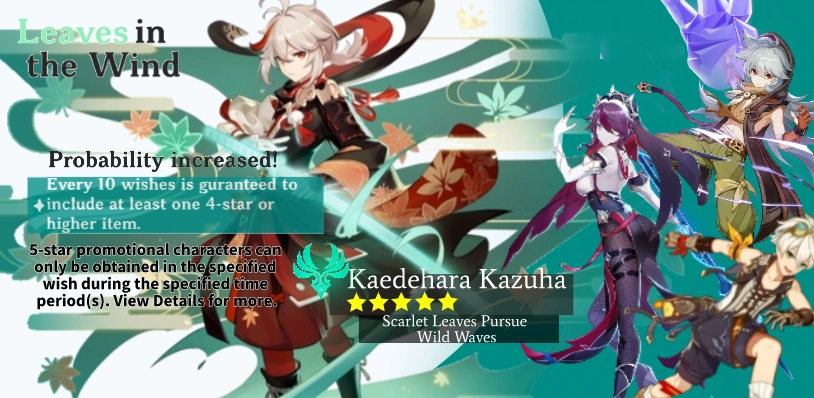 Leaves in
the Wind
Probability increased!
Every 10 wishes is guranteed to
include at least one 4-star or
higher item.
5-star promotional characters can
only be obtained in the specified
wish during the specified time
period(s). View Details for more.
Kaedehara Kazuha
Scarlet Leaves Pursue
Wild Waves